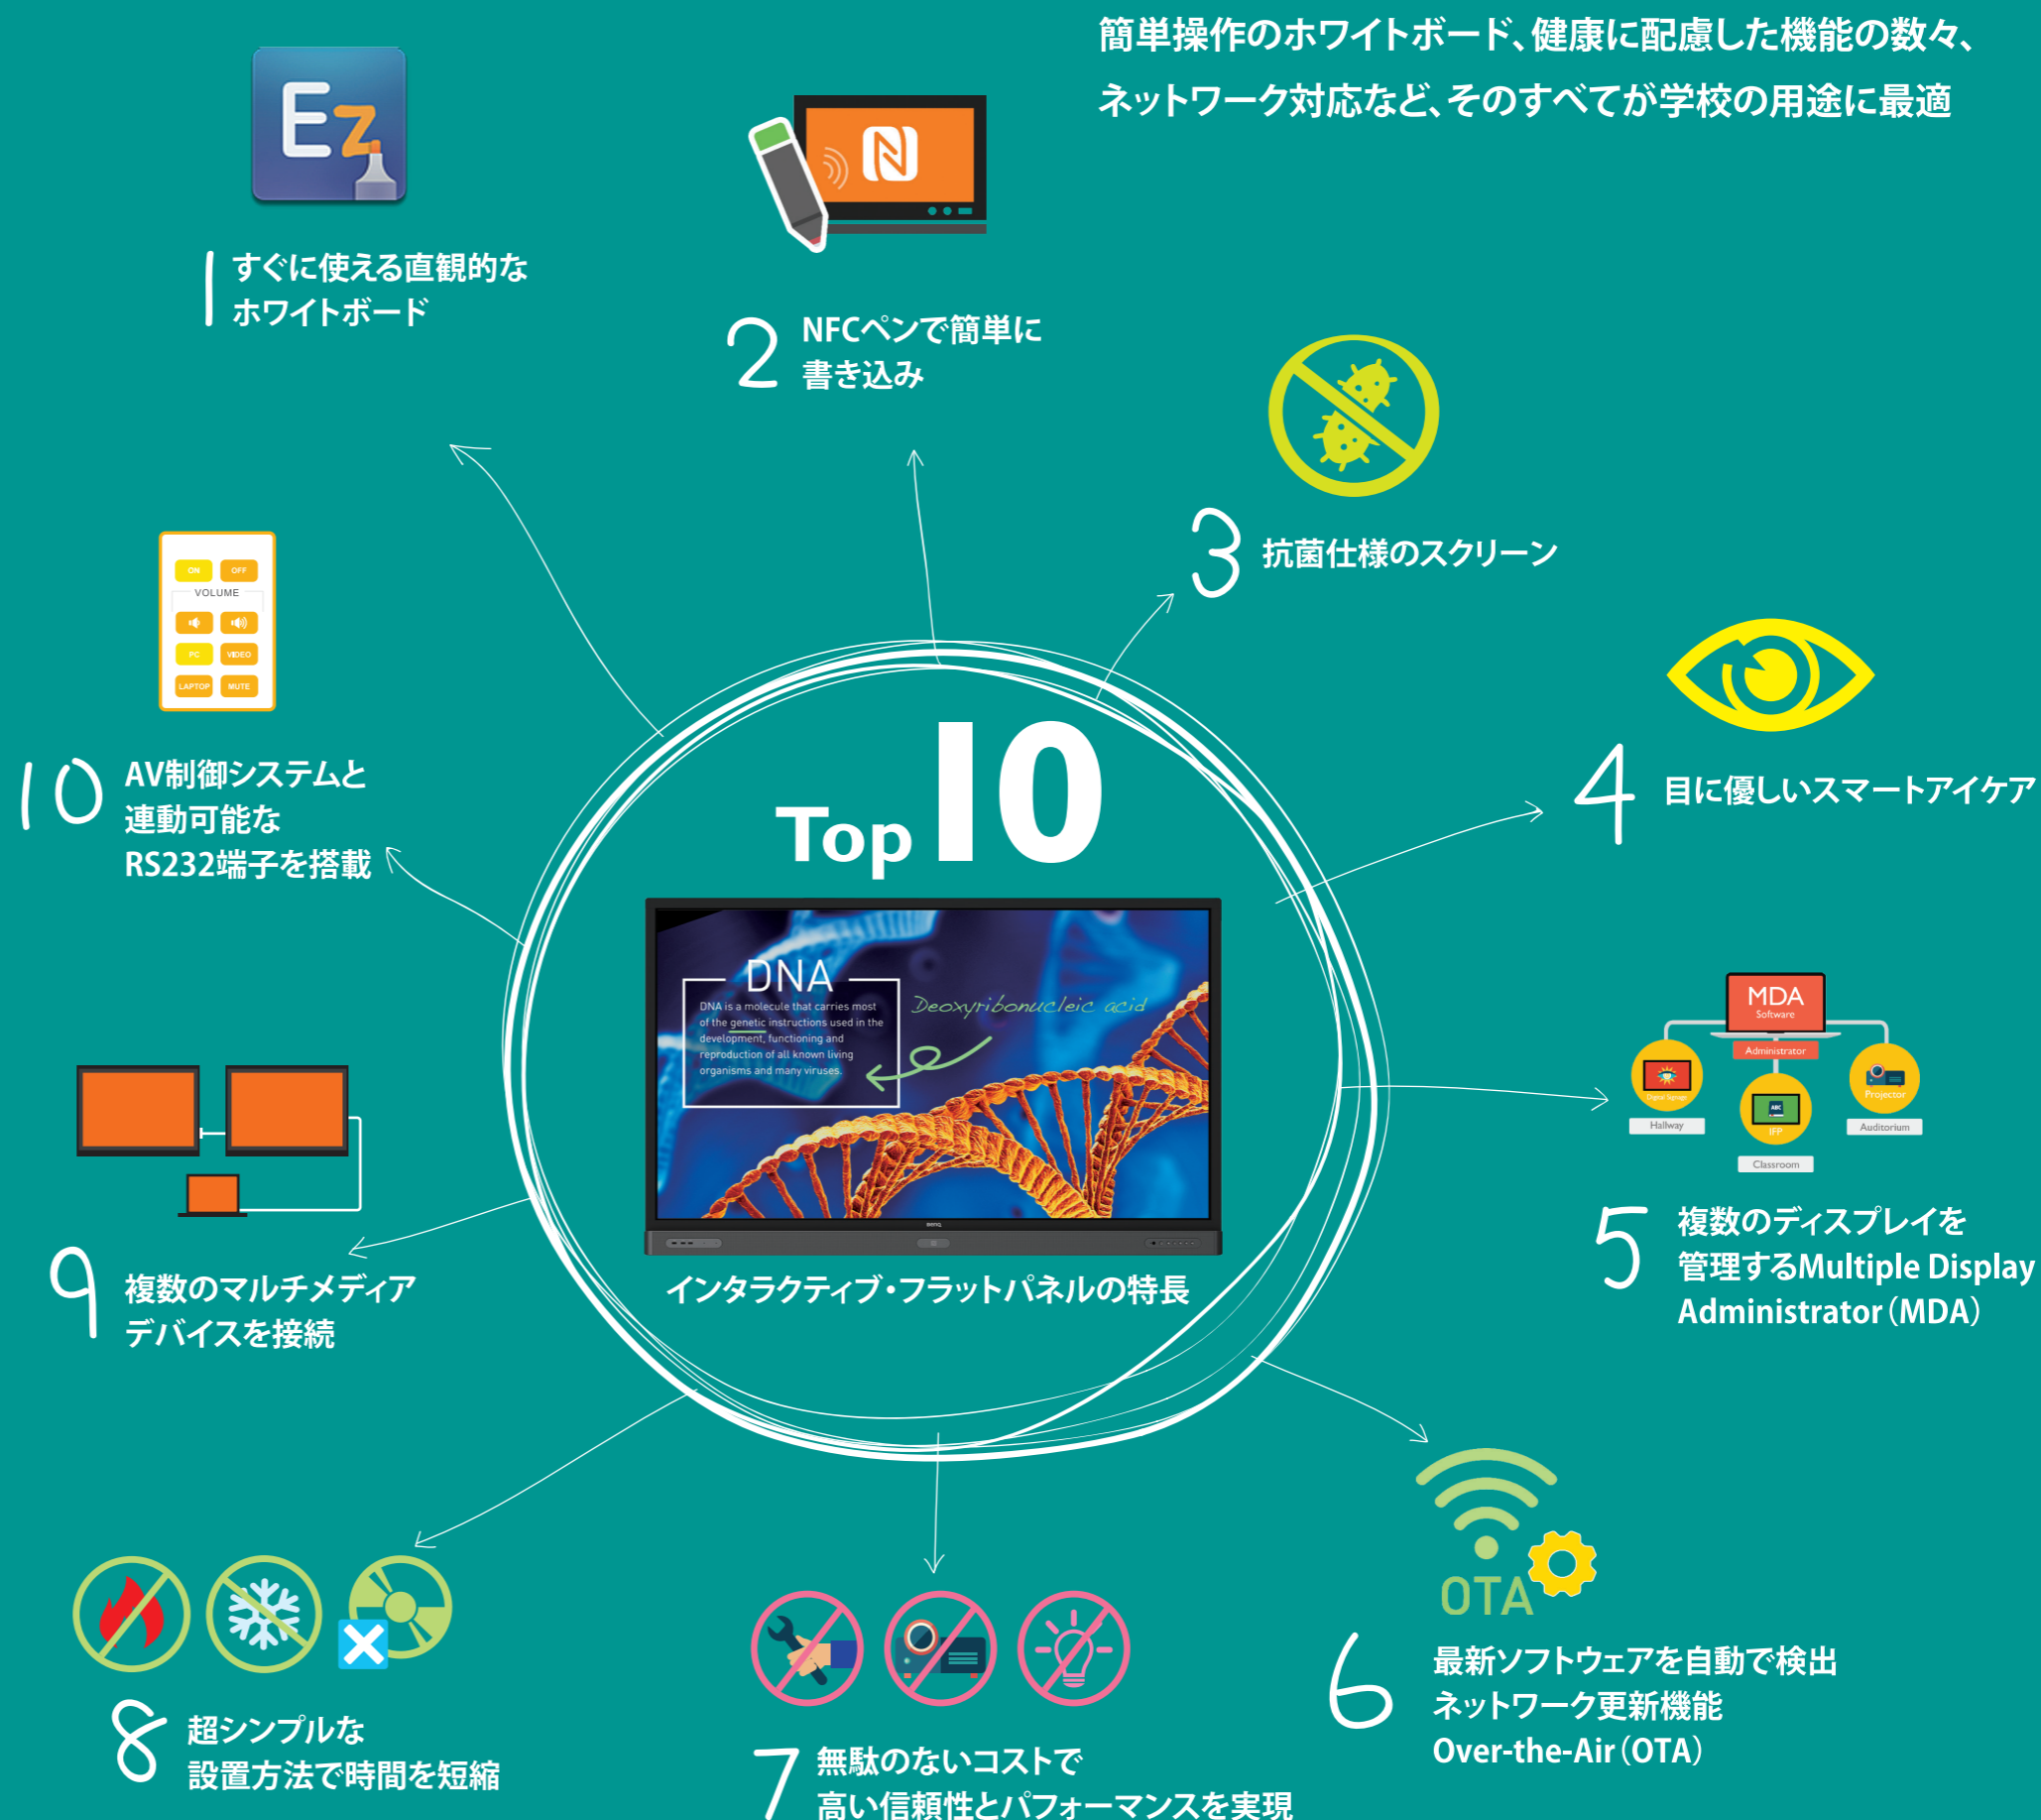 簡単操作のホワイトボード、健康に配慮した機能の数々、
ネットワーク対応など、そのすべてが学校の用途に最適
Ez
1 すぐに使える直観的な
ホワイトボード
2 NFCペンで簡単に
書き込み
3 抗菌仕様のスクリーン
4 目に優しいスマートアイケア
MDA
Software
Administrator
Digital Signage
Hallway
ABC
IFP
Classroom
Projector
Auditorium
5 複数のディスプレイを
管理するMultiple Display
Administrator（MDA）
OTA
6 最新ソフトウェアを自動で検出
ネットワーク更新機能
Over-the-Air（OTA）
7 無駄のないコストで
高い信頼性とパフォーマンスを実現
8 超シンプルな
設置方法で時間を短縮
9 複数のマルチメディア
デバイスを接続
ON OFF
VOLUME
PC VIDEO
LAPTOP MUTE
10 AV制御システムと
連動可能な
RS232端子を搭載
Top 10
DNA
DNA is a molecule that carries most
of the genetic instructions used in the
development, functioning and
reproduction of all known living
organisms and many viruses.
Deoxyribonucleic acid
BenQ
インタラクティブ・フラットパネルの特長